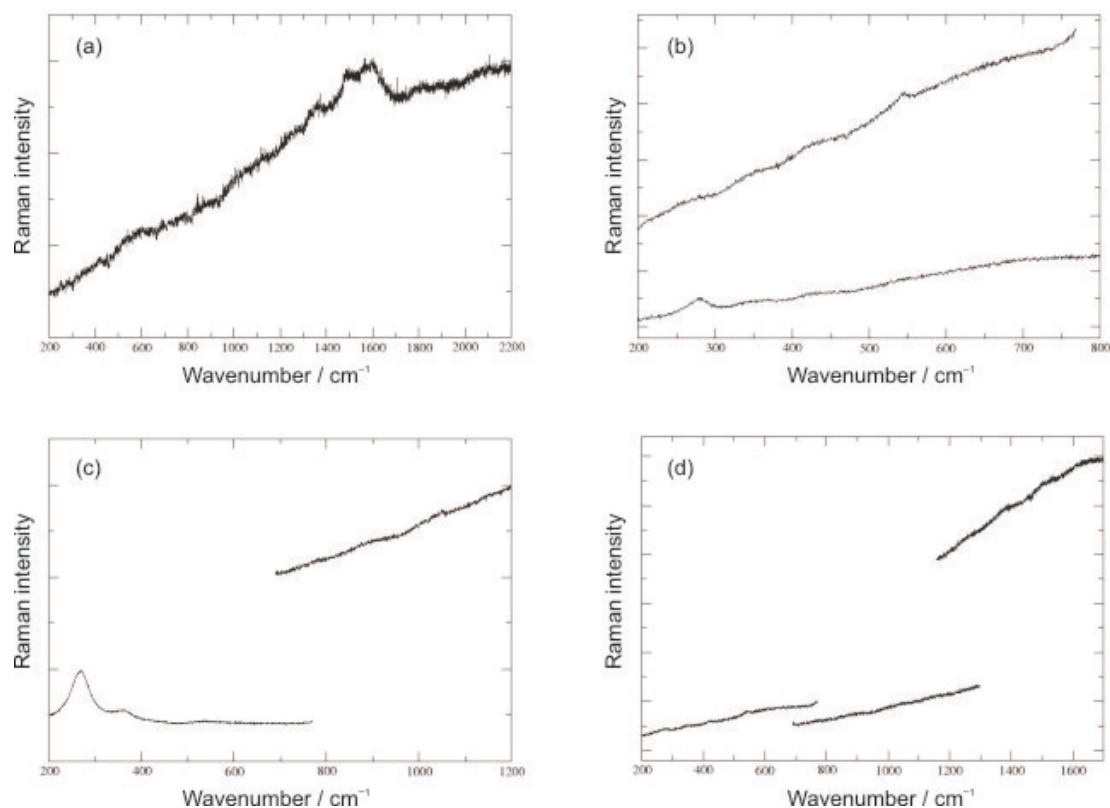 (a)
Raman intensity
200 400 600 800 1000 1200 1400 1600 1800 2000 2200
Wavenumber / cm⁻¹
(b)
Raman intensity
200 300 400 500 600 700 800
Wavenumber / cm⁻¹
(c)
Raman intensity
200 400 600 800 1000 1200
Wavenumber / cm⁻¹
(d)
Raman intensity
200 400 600 800 1000 1200 1400 1600
Wavenumber / cm⁻¹